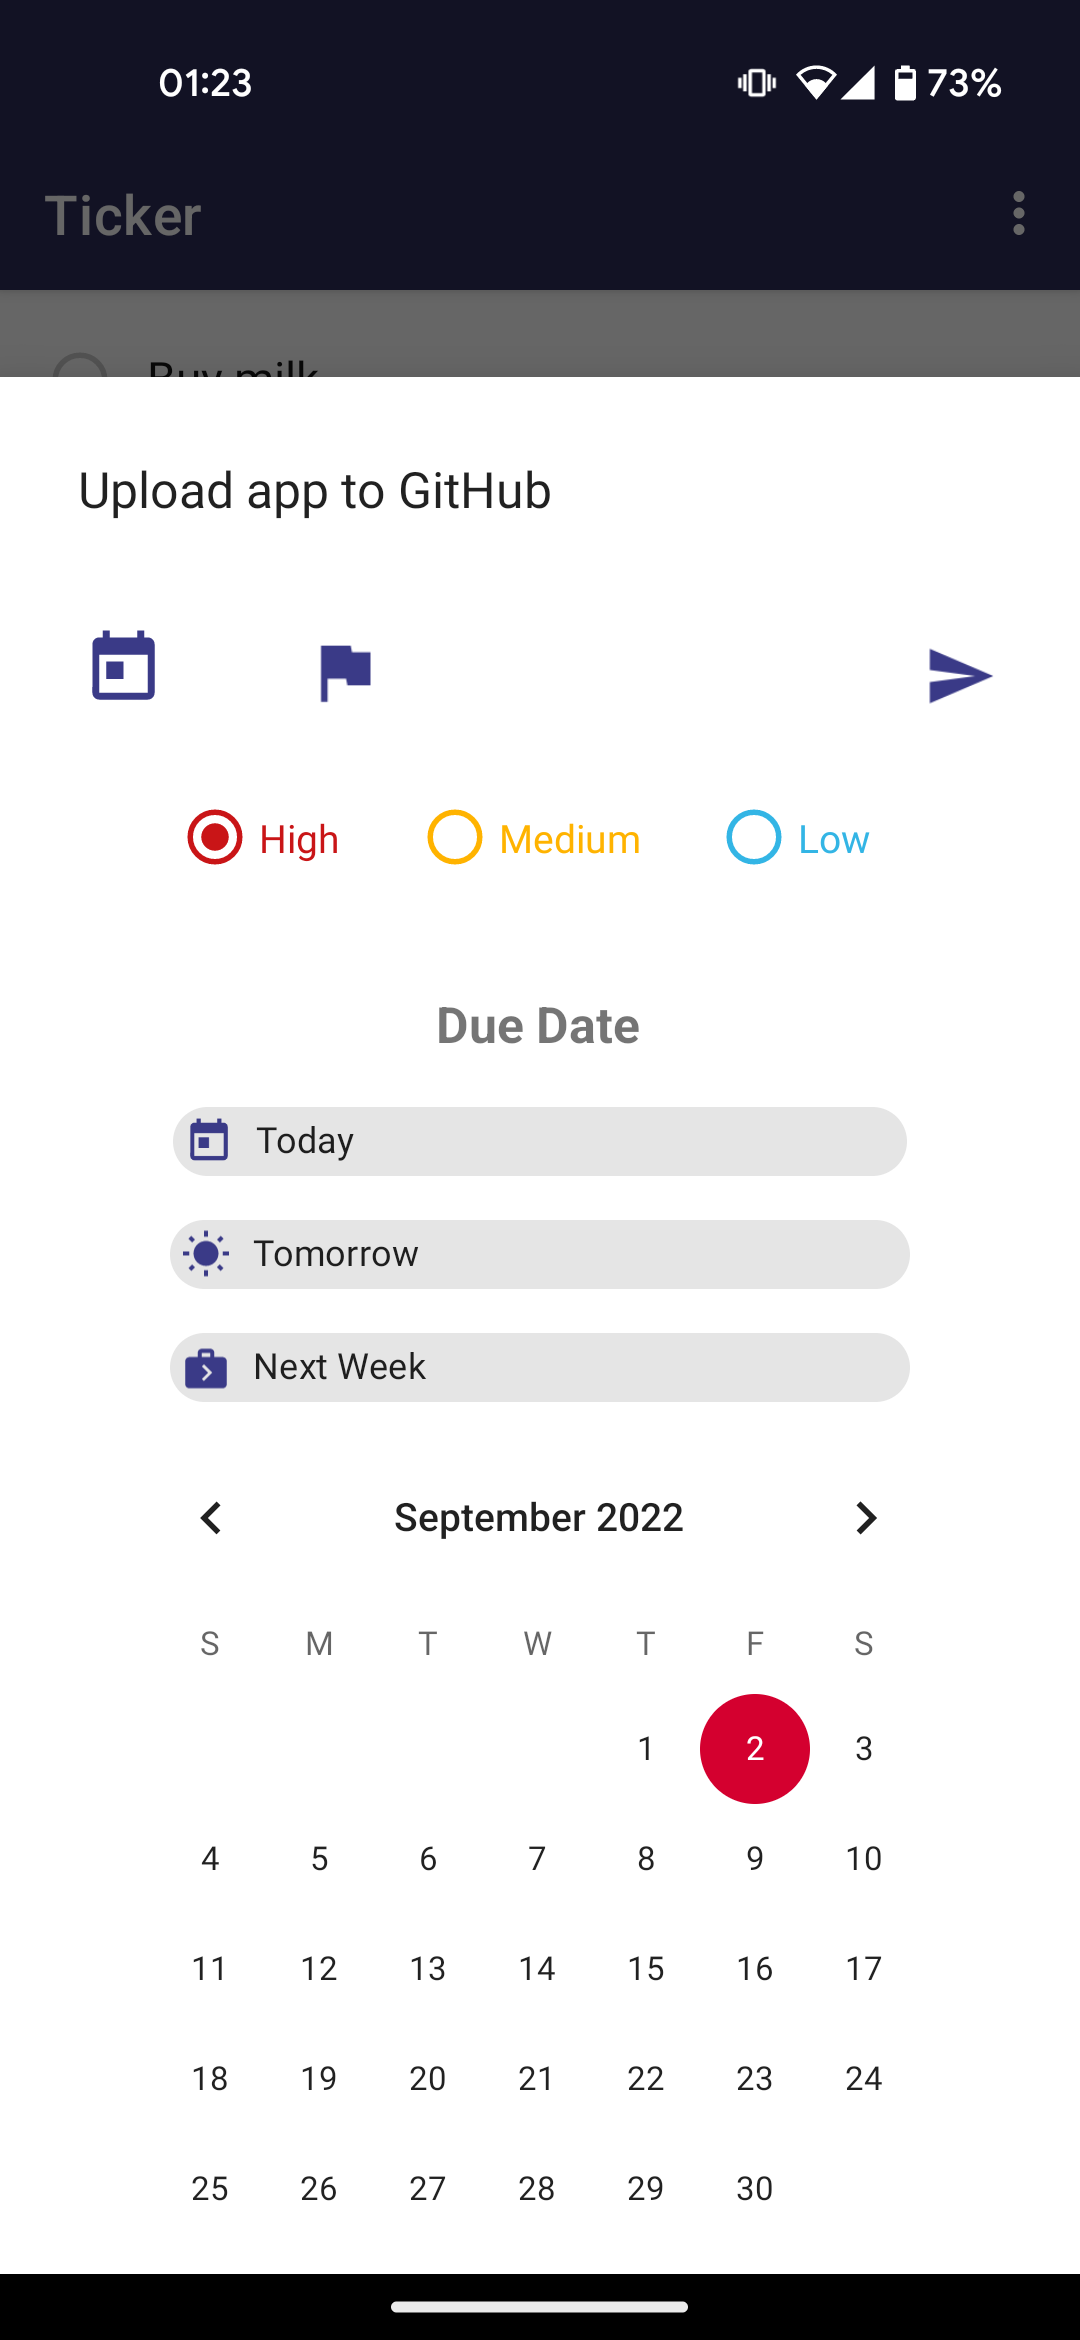 01:23 73%
Ticker
Buy milk
Upload app to GitHub
High Medium Low
Due Date
Today
Tomorrow
Next Week
September 2022
S M T W T F S
1 2 3
4 5 6 7 8 9 10
11 12 13 14 15 16 17
18 19 20 21 22 23 24
25 26 27 28 29 30